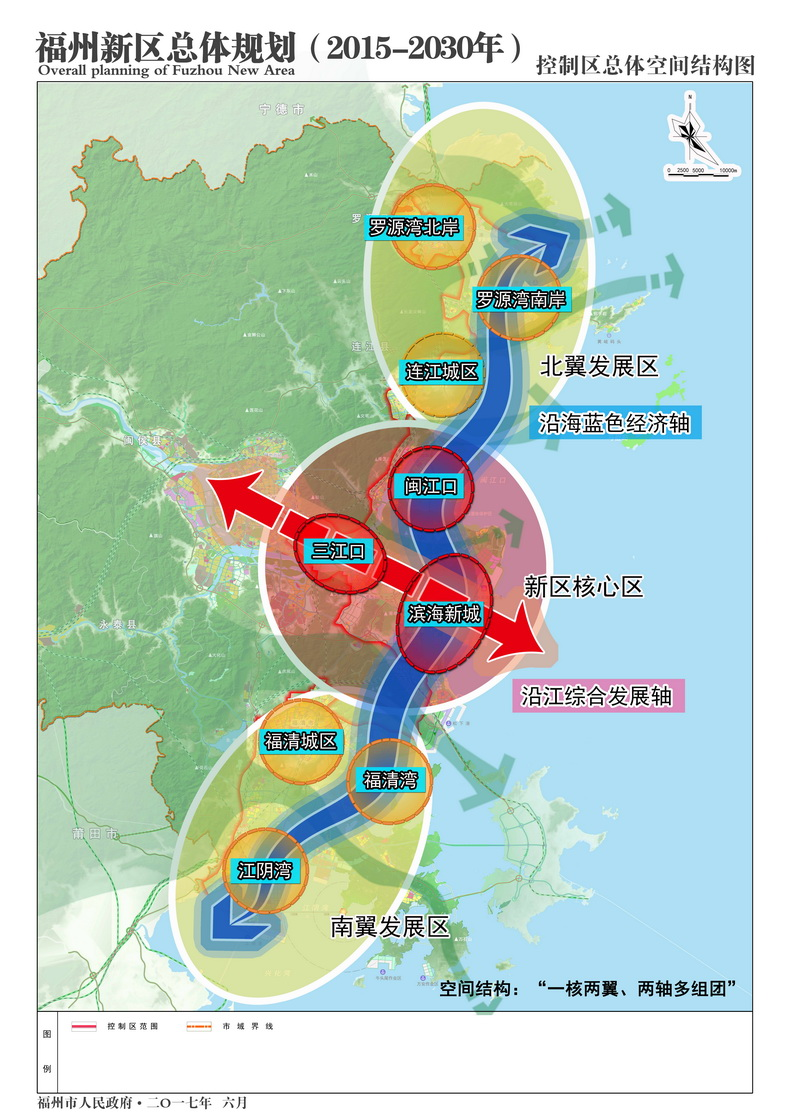 福州新区总体规划（2015-2030年）
Overall planning of Fuzhou New Area
控制区总体空间结构图
宁德市
N
0 2500 5000 10000m
罗源湾北岸
罗源湾南岸
连江城区
北翼发展区
沿海蓝色经济轴
闽侯县
闽江口
三江口
新区核心区
滨海新城
永泰县
沿江综合发展轴
福清城区
福清湾
莆田市
江阴湾
南翼发展区
空间结构：“一核两翼、两轴多组团”
图例
控制区范围
市域界线
福州市人民政府·二〇一七年 六月